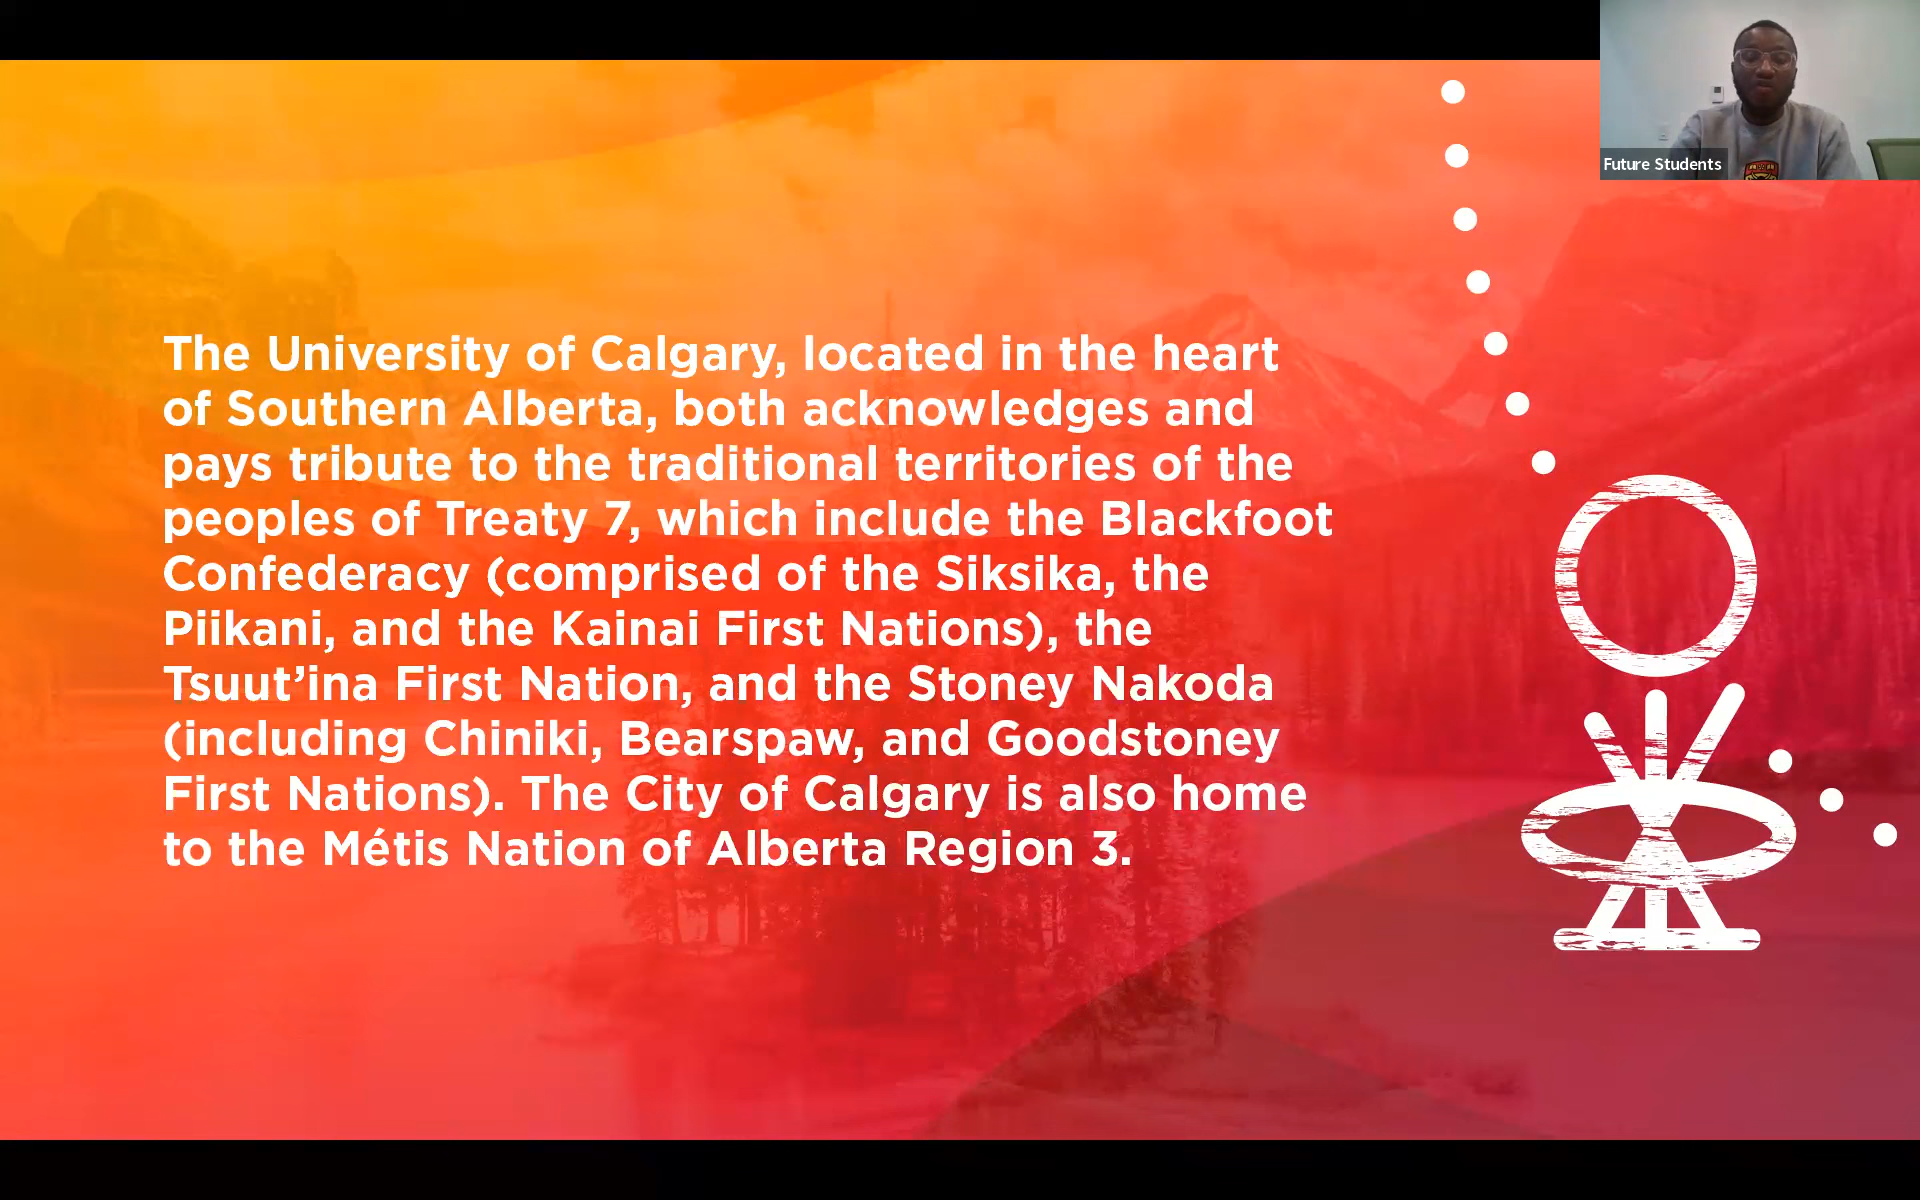 The University of Calgary, located in the heart
of Southern Alberta, both acknowledges and
pays tribute to the traditional territories of the
peoples of Treaty 7, which include the Blackfoot
Confederacy (comprised of the Siksika, the
Piikani, and the Kainai First Nations), the
Tsuut’ina First Nation, and the Stoney Nakoda
(including Chiniki, Bearspaw, and Goodstoney
First Nations). The City of Calgary is also home
to the Métis Nation of Alberta Region 3.
Future Students